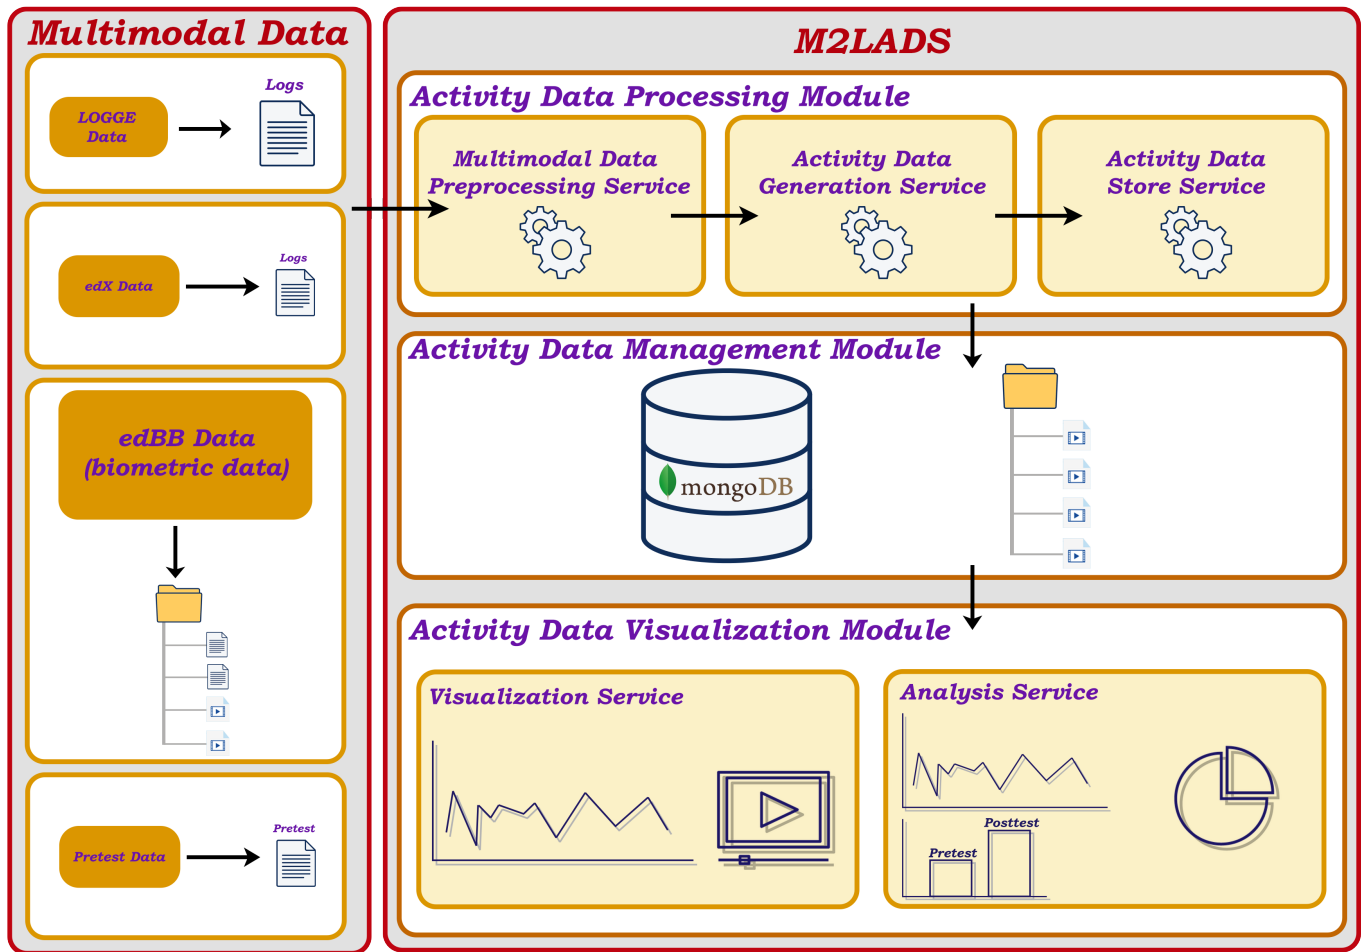 Multimodal Data
LOGGE
Data
Logs
edX Data
Logs
edBB Data
(biometric data)
Pretest Data
Pretest
M2LADS
Activity Data Processing Module
Multimodal Data
Preprocessing Service
Activity Data
Generation Service
Activity Data
Store Service
Activity Data Management Module
mongoDB
Activity Data Visualization Module
Visualization Service
Analysis Service
Posttest
Pretest